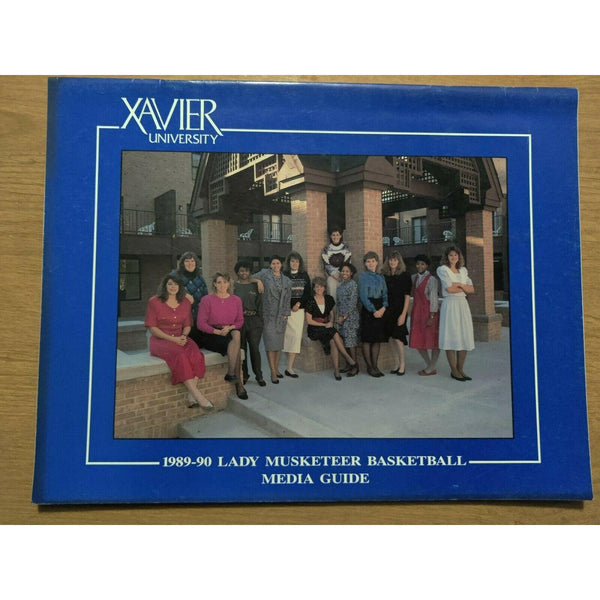 XAVIER
UNIVERSITY
1989-90 LADY MUSKETEER BASKETBALL
MEDIA GUIDE